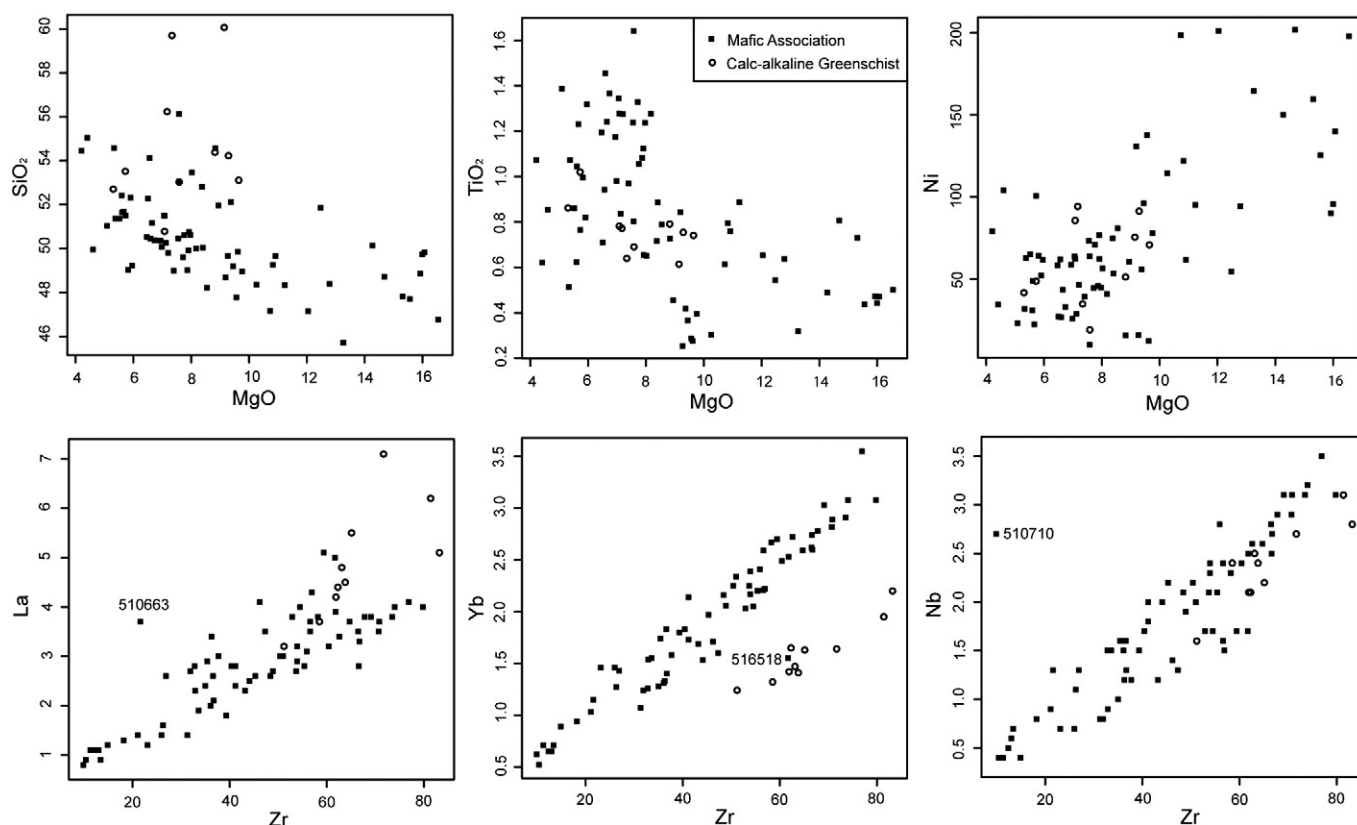 SiO₂
60
58
56
54
52
50
48
46
4 6 8 10 12 14 16
MgO
TiO₂
1.6
1.4
1.2
1.0
0.8
0.6
0.4
0.2
4 6 8 10 12 14 16
MgO
Mafic Association
Calc-alkaline Greenschist
Ni
200
150
100
50
0
4 6 8 10 12 14 16
MgO
La
7
6
5
4
3
2
1
510663
20 40 60 80
Zr
Yb
3.5
3.0
2.5
2.0
1.5
1.0
0.5
516518
20 40 60 80
Zr
Nb
3.5
3.0
2.5
2.0
1.5
1.0
0.5
510710
20 40 60 80
Zr